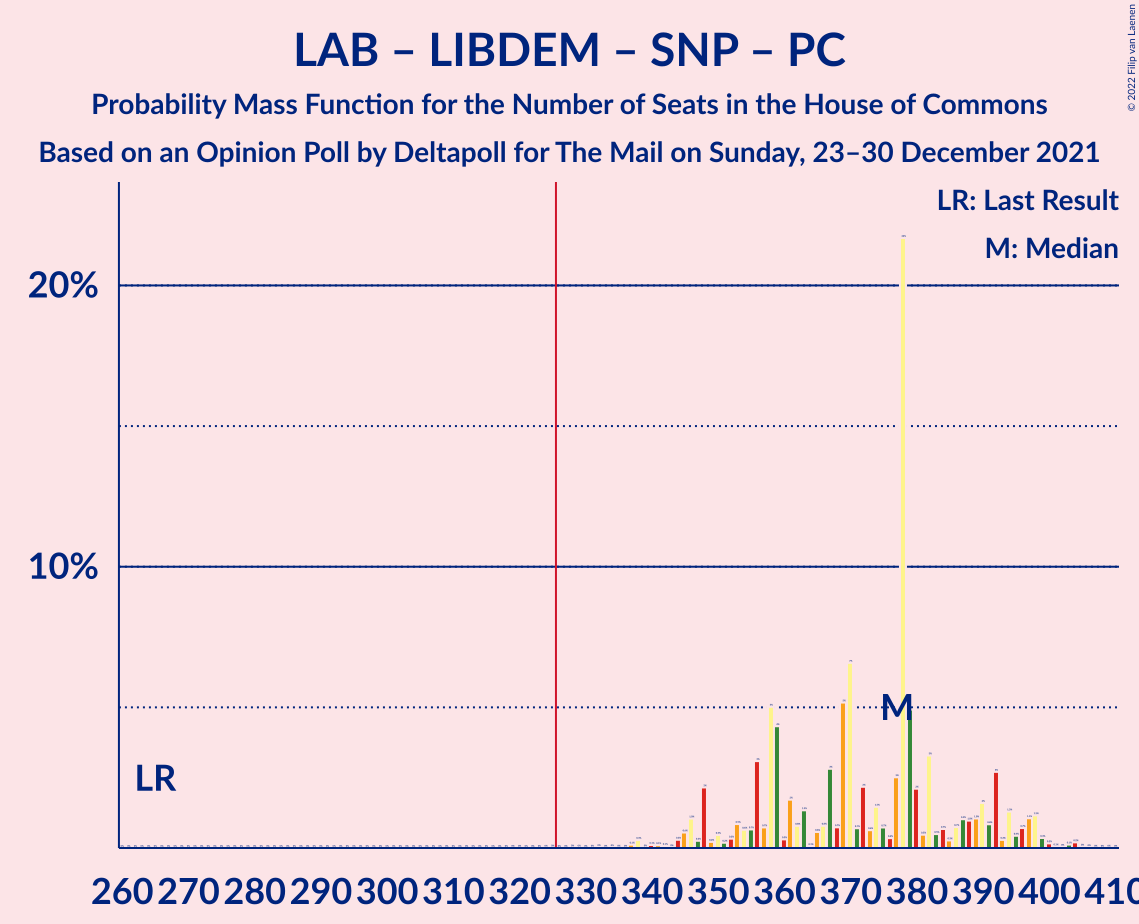 LAB – LIBDEM – SNP – PC
Probability Mass Function for the Number of Seats in the House of Commons
Based on an Opinion Poll by Deltapoll for The Mail on Sunday, 23–30 December 2021
© 2022 Filip van Laenen
LR: Last Result
M: Median
20%
10%
M
LR
260 270 280 290 300 310 320 330 340 350 360 370 380 390 400 410